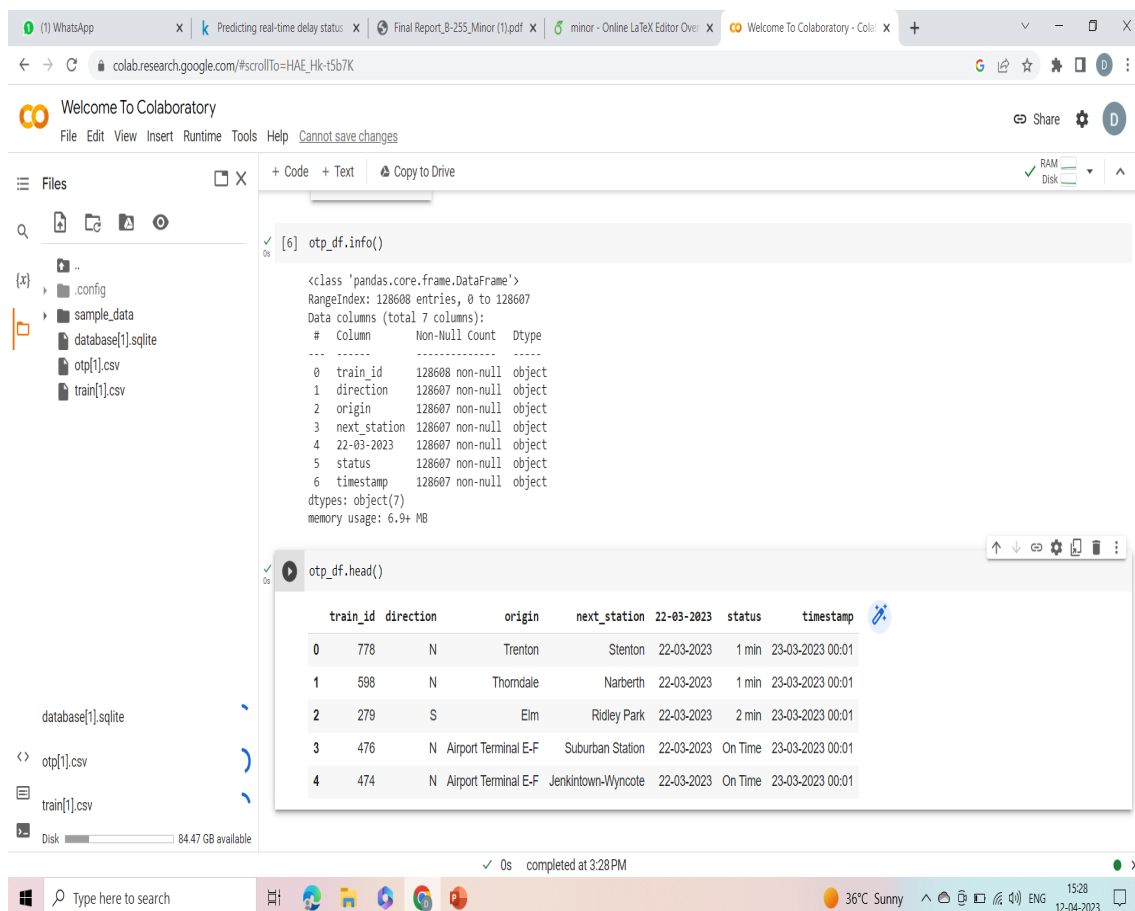 (1) WhatsApp
Predicting real-time delay status
Final Report_B-255_Minor (1).pdf
minor - Online LaTeX Editor Over
Welcome To Colaboratory - Colab
colab.research.google.com/#scrollTo=HAE_Hk-t5b7K
D
Welcome To Colaboratory
File Edit View Insert Runtime Tools Help Cannot save changes
Share
D
Files
+ Code + Text Copy to Drive
RAM
Disk
..
.config
sample_data
database[1].sqlite
otp[1].csv
train[1].csv
0s [6] otp_df.info()
<class 'pandas.core.frame.DataFrame'>
RangeIndex: 128608 entries, 0 to 128607
Data columns (total 7 columns):
# Column Non-Null Count Dtype
--- ------ -------------- -----
0 train_id 128608 non-null object
1 direction 128607 non-null object
2 origin 128607 non-null object
3 next_station 128607 non-null object
4 22-03-2023 128607 non-null object
5 status 128607 non-null object
6 timestamp 128607 non-null object
dtypes: object(7)
memory usage: 6.9+ MB
0s otp_df.head()
train_id direction origin next_station 22-03-2023 status timestamp
0 778 N Trenton Stenton 22-03-2023 1 min 23-03-2023 00:01
1 598 N Thorndale Narberth 22-03-2023 1 min 23-03-2023 00:01
2 279 S Elm Ridley Park 22-03-2023 2 min 23-03-2023 00:01
3 476 N Airport Terminal E-F Suburban Station 22-03-2023 On Time 23-03-2023 00:01
4 474 N Airport Terminal E-F Jenkintown-Wyncote 22-03-2023 On Time 23-03-2023 00:01
database[1].sqlite
otp[1].csv
train[1].csv
Disk 84.47 GB available
0s completed at 3:28 PM
Type here to search
36°C Sunny
ENG
15:28
12-04-2023